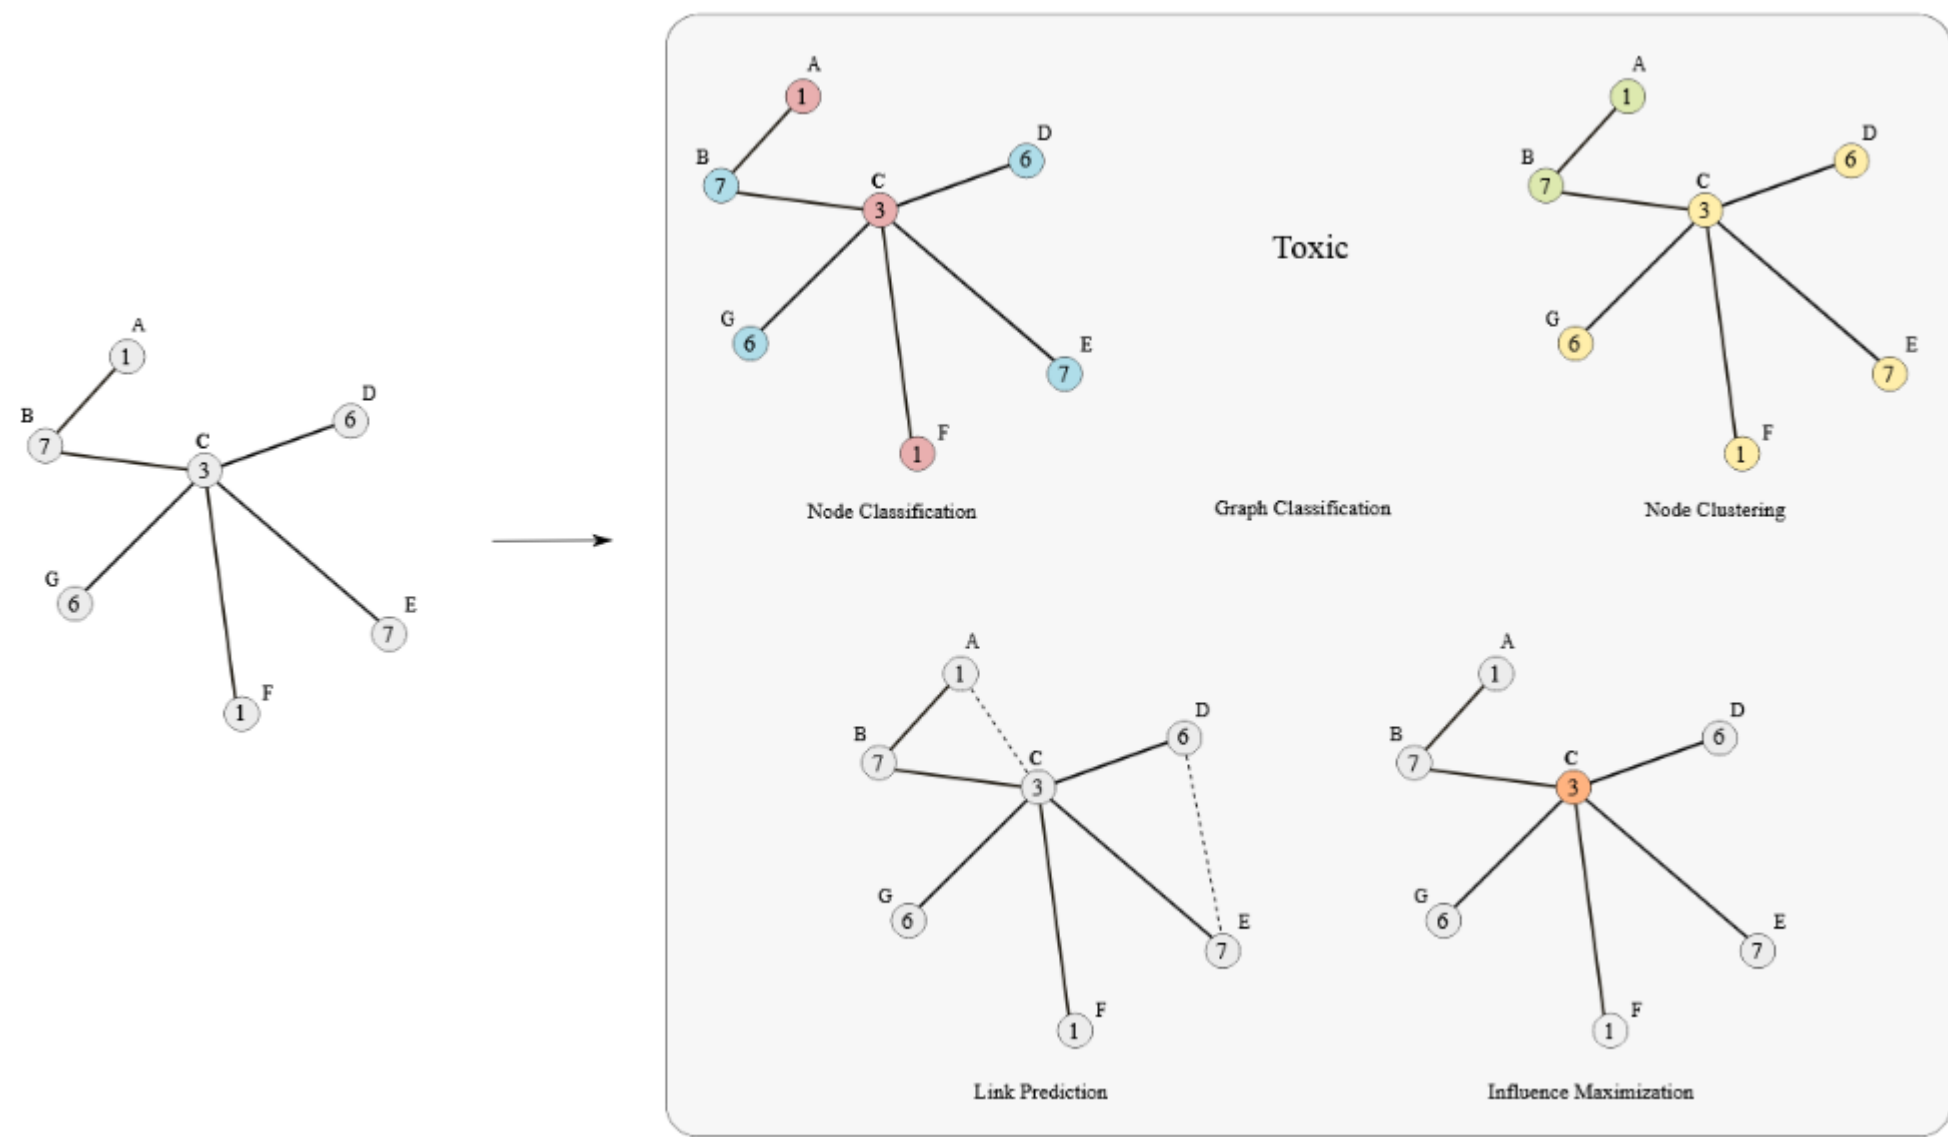 A
1
B
7
C
3
D
6
G
6
E
7
F
1
A
1
B
7
C
3
D
6
G
6
E
7
F
1
Node Classification
Toxic
Graph Classification
A
1
B
7
C
3
D
6
G
6
E
7
F
1
Node Clustering
A
1
B
7
C
3
D
6
G
6
E
7
F
1
Link Prediction
A
1
B
7
C
3
D
6
G
6
E
7
F
1
Influence Maximization